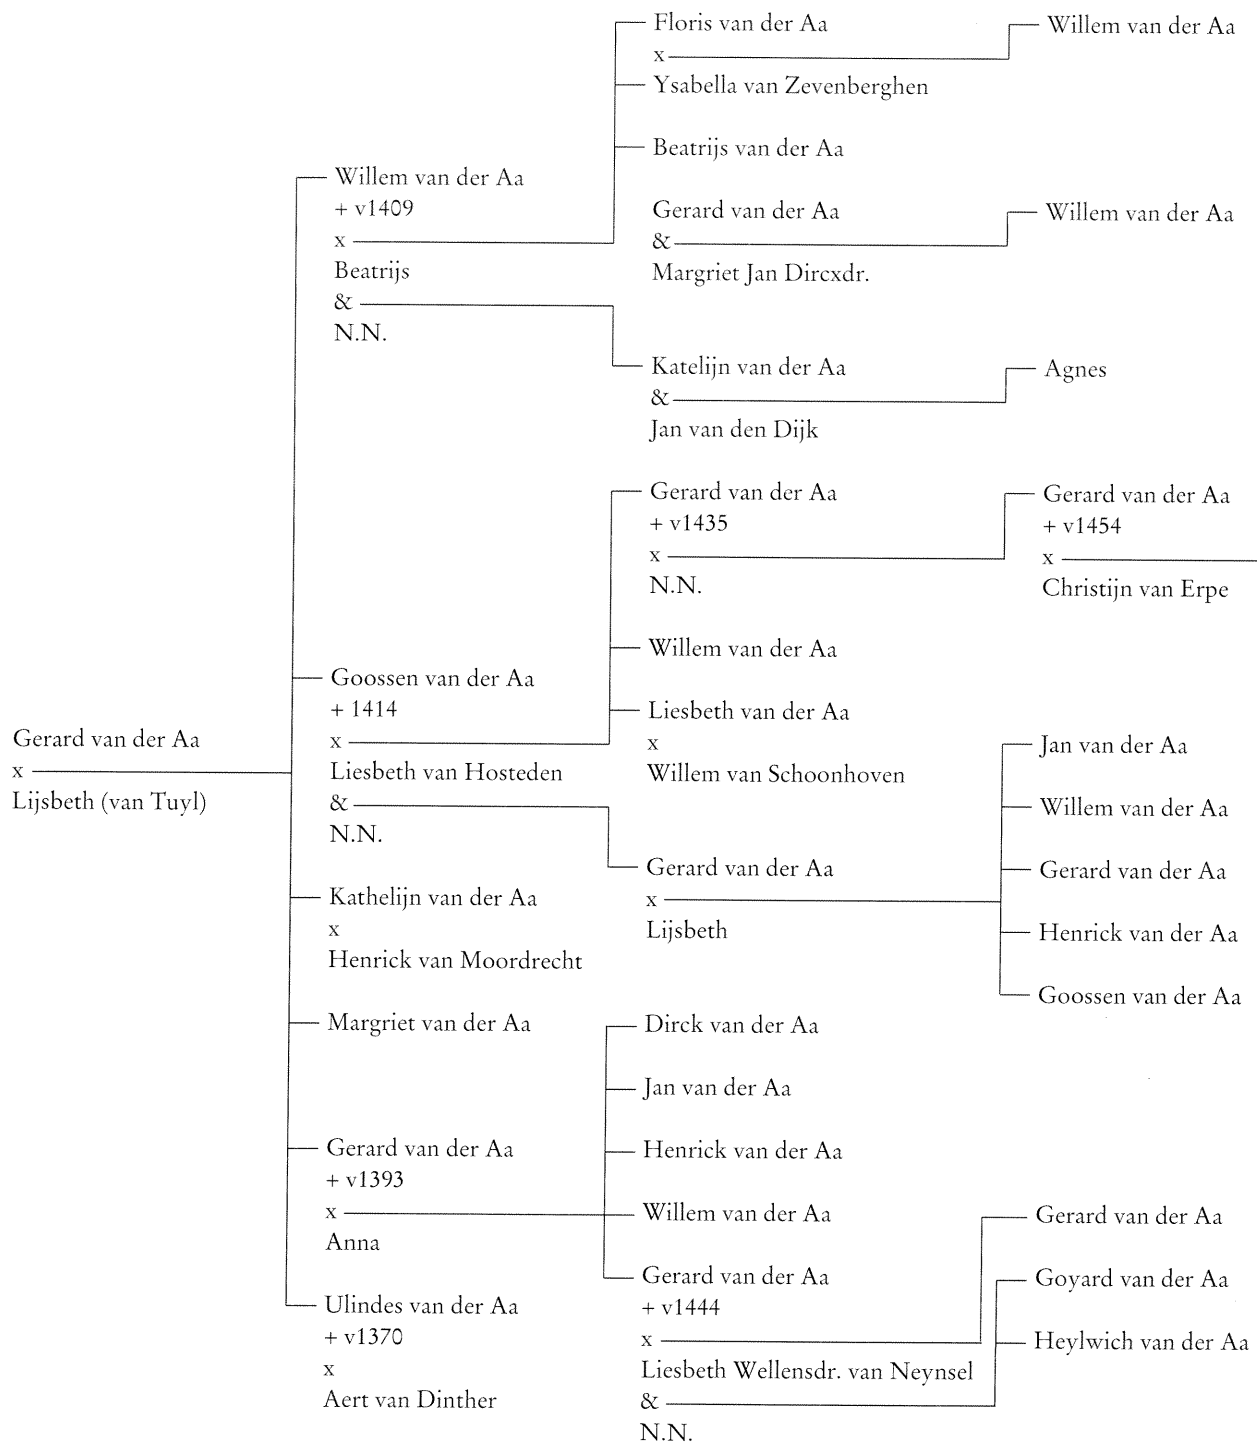 Gerard van der Aa
x
Lijsbeth (van Tuyl)
Willem van der Aa
+ v1409
x
Beatrijs
&
N.N.
Goossen van der Aa
+ 1414
x
Liesbeth van Hosteden
&
N.N.
Kathelijn van der Aa
x
Henrick van Moordrecht
Margriet van der Aa
Gerard van der Aa
+ v1393
x
Anna
Ulindes van der Aa
+ v1370
x
Aert van Dinther
Floris van der Aa
x
Ysabella van Zevenberghen
Beatrijs van der Aa
Gerard van der Aa
&
Margriet Jan Dircxdr.
Katelijn van der Aa
&
Jan van den Dijk
Gerard van der Aa
+ v1435
x
N.N.
Willem van der Aa
Liesbeth van der Aa
x
Willem van Schoonhoven
Gerard van der Aa
x
Lijsbeth
Dirck van der Aa
Jan van der Aa
Henrick van der Aa
Willem van der Aa
Gerard van der Aa
+ v1444
x
Liesbeth Wellensdr. van Neynsel
&
N.N.
Willem van der Aa
Willem van der Aa
Agnes
Gerard van der Aa
+ v1454
x
Christijn van Erpe
Jan van der Aa
Willem van der Aa
Gerard van der Aa
Henrick van der Aa
Goossen van der Aa
Gerard van der Aa
Goyard van der Aa
Heylwich van der Aa